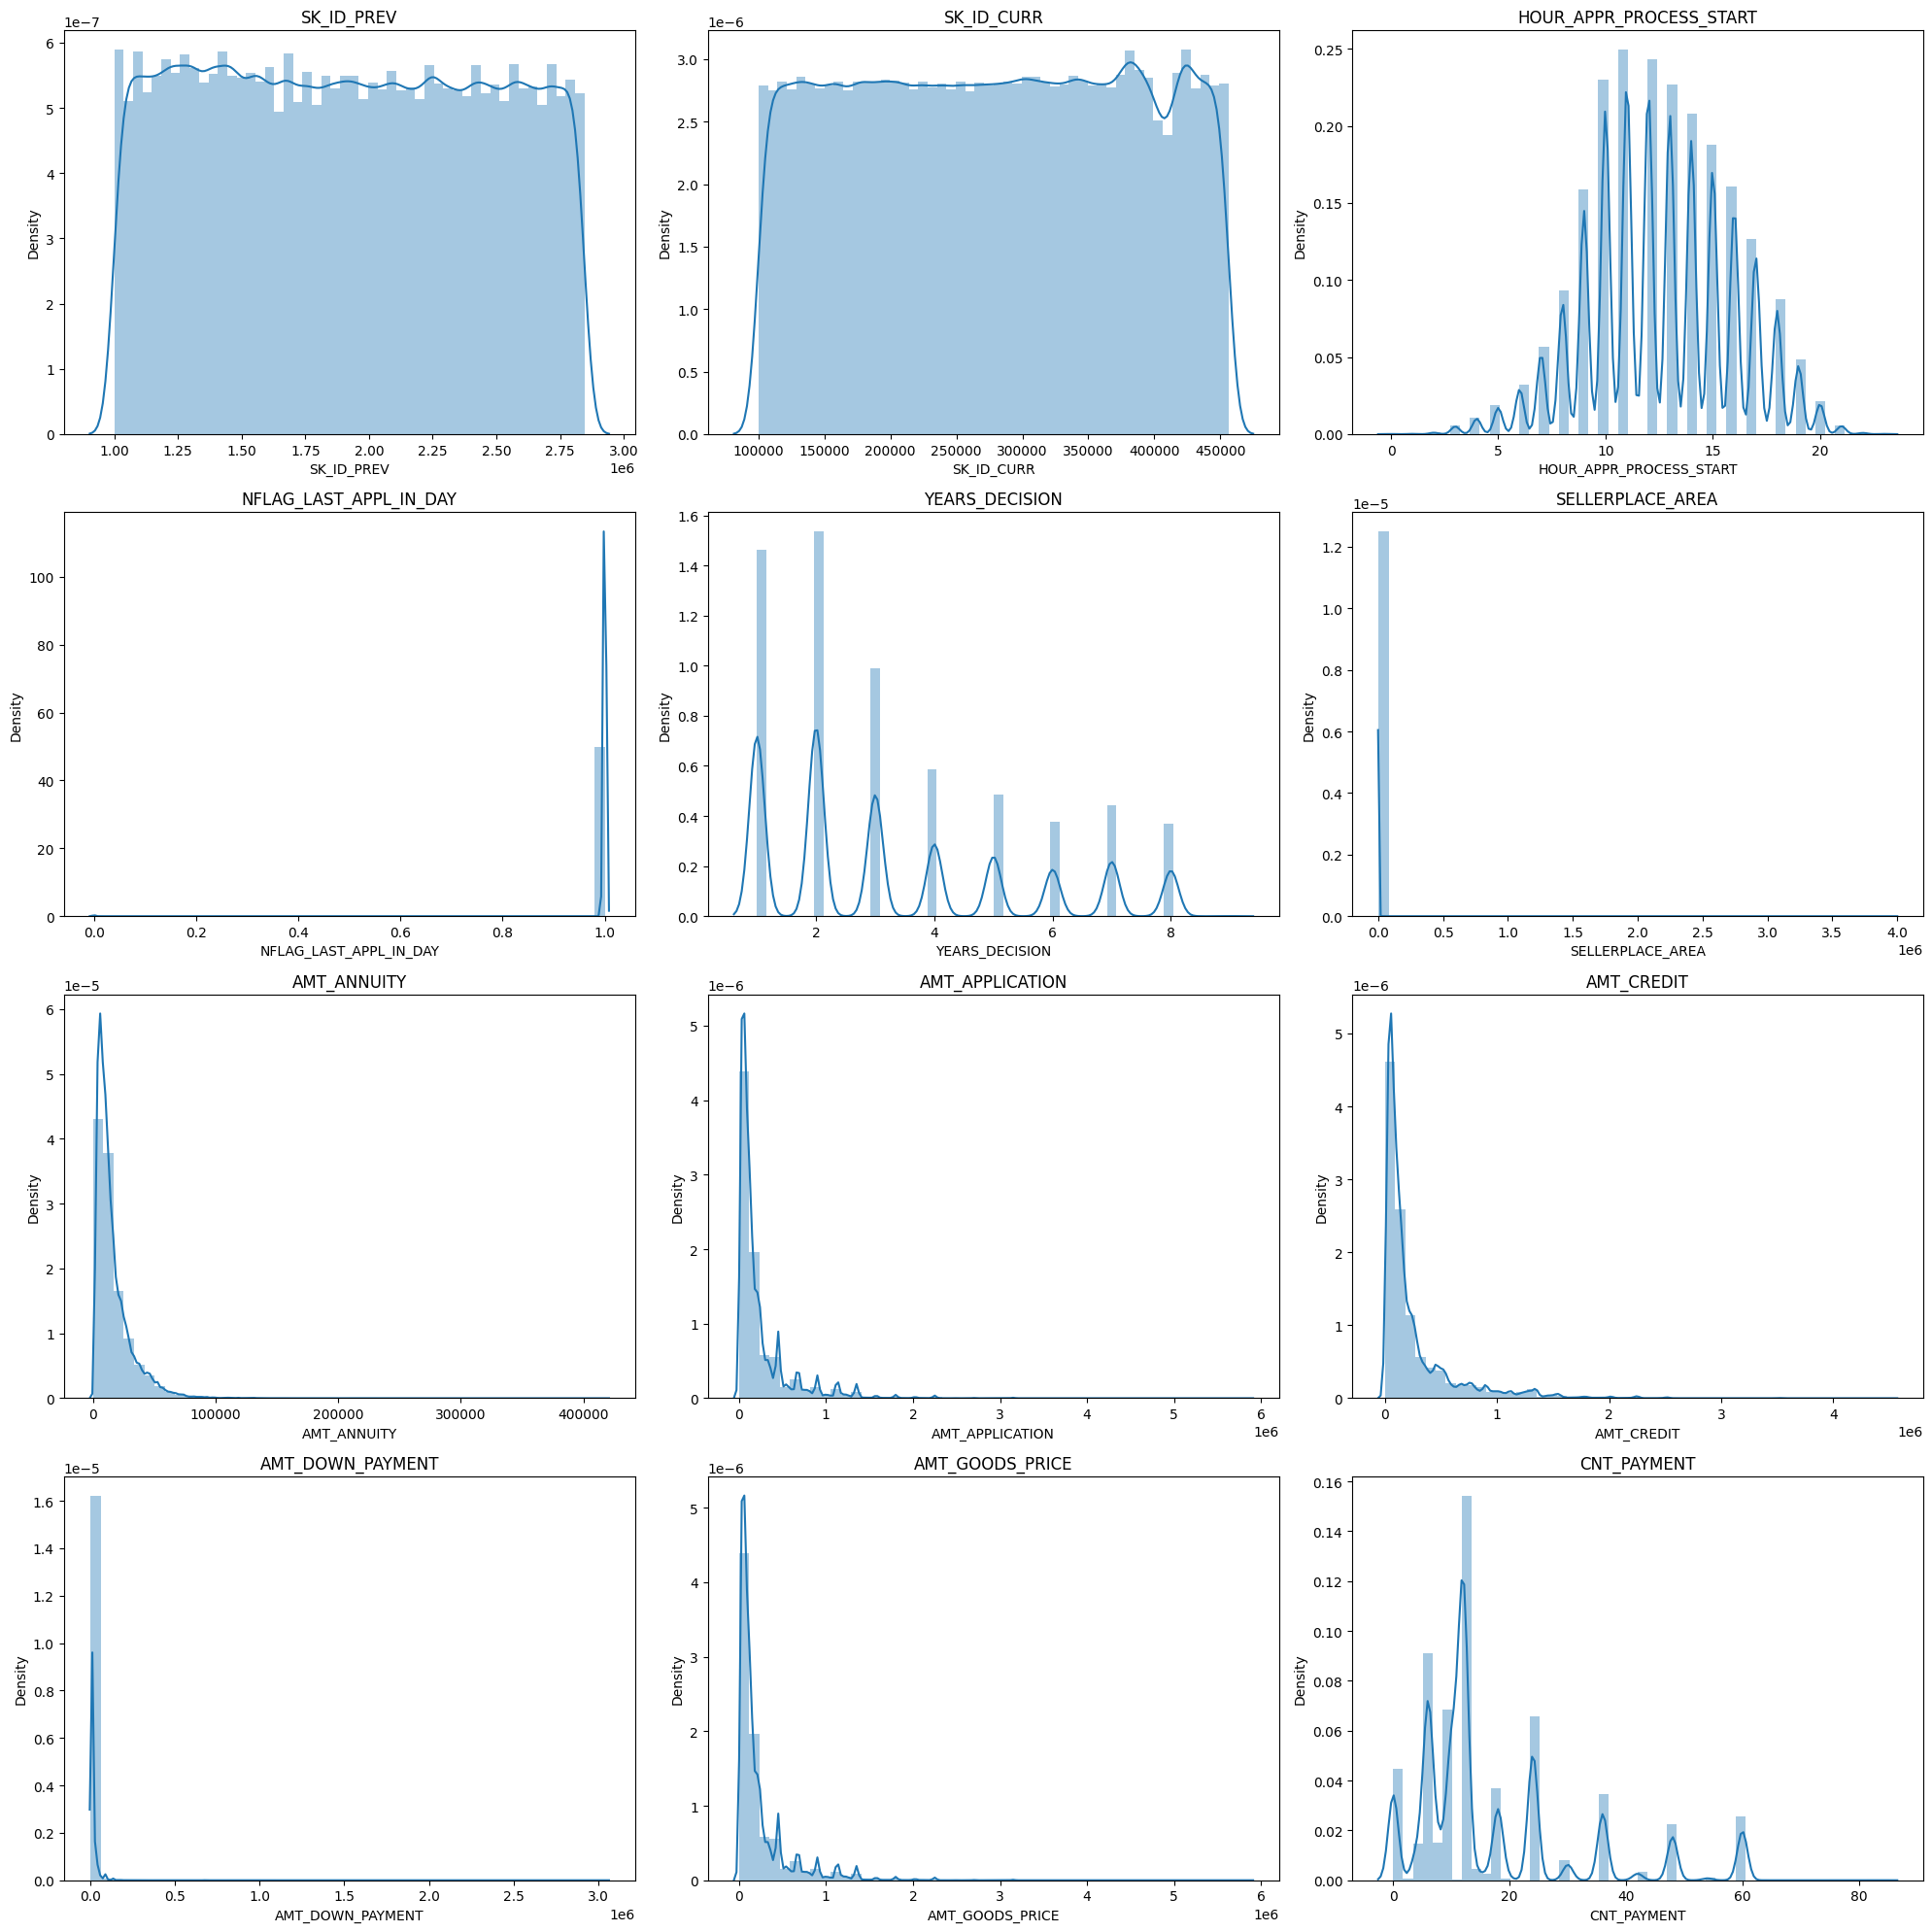 SK_ID_PREV
1e−7
Density
6
5
4
3
2
1
0
1.00 1.25 1.50 1.75 2.00 2.25 2.50 2.75 3.00
1e6
SK_ID_PREV
SK_ID_CURR
1e−6
Density
3.0
2.5
2.0
1.5
1.0
0.5
0.0
100000 150000 200000 250000 300000 350000 400000 450000
SK_ID_CURR
HOUR_APPR_PROCESS_START
Density
0.25
0.20
0.15
0.10
0.05
0.00
0 5 10 15 20
HOUR_APPR_PROCESS_START
NFLAG_LAST_APPL_IN_DAY
Density
100
80
60
40
20
0
0.0 0.2 0.4 0.6 0.8 1.0
NFLAG_LAST_APPL_IN_DAY
YEARS_DECISION
Density
1.6
1.4
1.2
1.0
0.8
0.6
0.4
0.2
0.0
2 4 6 8
YEARS_DECISION
SELLERPLACE_AREA
1e−5
Density
1.2
1.0
0.8
0.6
0.4
0.2
0.0
0.0 0.5 1.0 1.5 2.0 2.5 3.0 3.5 4.0
1e6
SELLERPLACE_AREA
AMT_ANNUITY
1e−5
Density
6
5
4
3
2
1
0
0 100000 200000 300000 400000
AMT_ANNUITY
AMT_APPLICATION
1e−6
Density
5
4
3
2
1
0
0 1 2 3 4 5 6
1e6
AMT_APPLICATION
AMT_CREDIT
1e−6
Density
5
4
3
2
1
0
0 1 2 3 4
1e6
AMT_CREDIT
AMT_DOWN_PAYMENT
1e−5
Density
1.6
1.4
1.2
1.0
0.8
0.6
0.4
0.2
0.0
0.0 0.5 1.0 1.5 2.0 2.5 3.0
1e6
AMT_DOWN_PAYMENT
AMT_GOODS_PRICE
1e−6
Density
5
4
3
2
1
0
0 1 2 3 4 5 6
1e6
AMT_GOODS_PRICE
CNT_PAYMENT
Density
0.16
0.14
0.12
0.10
0.08
0.06
0.04
0.02
0.00
0 20 40 60 80
CNT_PAYMENT